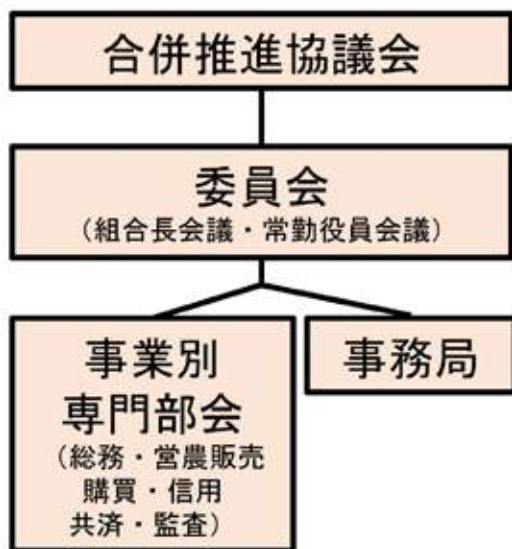 合併推進協議会
委員会
（組合長会議・常勤役員会議）
事業別
専門部会
（総務・営農販売
購買・信用
共済・監査）
事務局